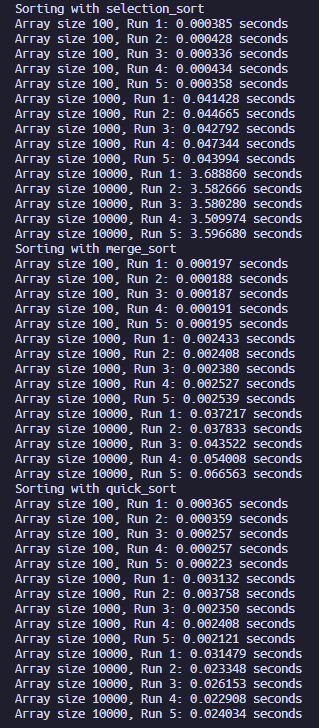 Sorting with selection_sort
Array size 100, Run 1: 0.000385 seconds
Array size 100, Run 2: 0.000428 seconds
Array size 100, Run 3: 0.000336 seconds
Array size 100, Run 4: 0.000434 seconds
Array size 100, Run 5: 0.000358 seconds
Array size 1000, Run 1: 0.041428 seconds
Array size 1000, Run 2: 0.044665 seconds
Array size 1000, Run 3: 0.042792 seconds
Array size 1000, Run 4: 0.047344 seconds
Array size 1000, Run 5: 0.043994 seconds
Array size 10000, Run 1: 3.688860 seconds
Array size 10000, Run 2: 3.582666 seconds
Array size 10000, Run 3: 3.580280 seconds
Array size 10000, Run 4: 3.509974 seconds
Array size 10000, Run 5: 3.596680 seconds
Sorting with merge_sort
Array size 100, Run 1: 0.000197 seconds
Array size 100, Run 2: 0.000188 seconds
Array size 100, Run 3: 0.000187 seconds
Array size 100, Run 4: 0.000191 seconds
Array size 100, Run 5: 0.000195 seconds
Array size 1000, Run 1: 0.002433 seconds
Array size 1000, Run 2: 0.002408 seconds
Array size 1000, Run 3: 0.002380 seconds
Array size 1000, Run 4: 0.002527 seconds
Array size 1000, Run 5: 0.002539 seconds
Array size 10000, Run 1: 0.037217 seconds
Array size 10000, Run 2: 0.037833 seconds
Array size 10000, Run 3: 0.043522 seconds
Array size 10000, Run 4: 0.054008 seconds
Array size 10000, Run 5: 0.066563 seconds
Sorting with quick_sort
Array size 100, Run 1: 0.000365 seconds
Array size 100, Run 2: 0.000359 seconds
Array size 100, Run 3: 0.000257 seconds
Array size 100, Run 4: 0.000257 seconds
Array size 100, Run 5: 0.000223 seconds
Array size 1000, Run 1: 0.003132 seconds
Array size 1000, Run 2: 0.003758 seconds
Array size 1000, Run 3: 0.002350 seconds
Array size 1000, Run 4: 0.002408 seconds
Array size 1000, Run 5: 0.002121 seconds
Array size 10000, Run 1: 0.031479 seconds
Array size 10000, Run 2: 0.023348 seconds
Array size 10000, Run 3: 0.026153 seconds
Array size 10000, Run 4: 0.022908 seconds
Array size 10000, Run 5: 0.024034 seconds